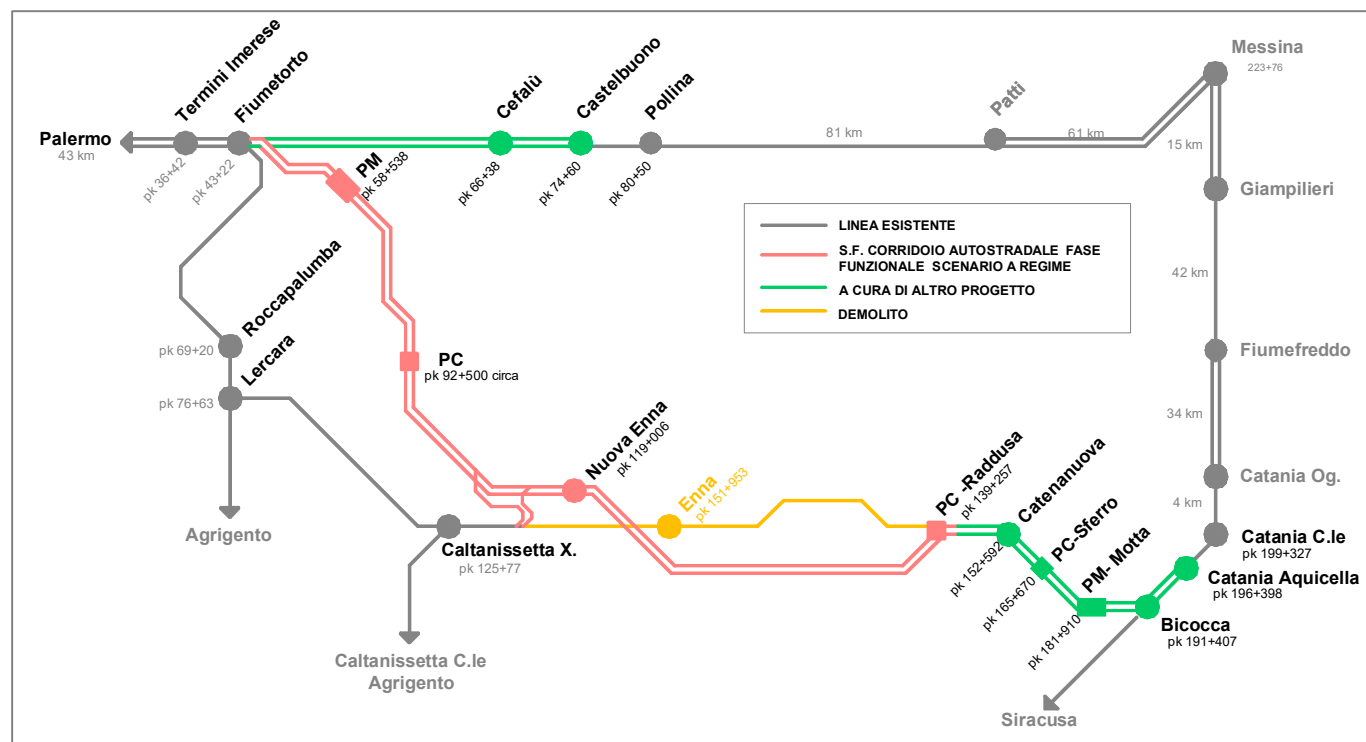 Messina
223+76
Termini Imerese
Fiumetorto
Cefalù
Castelbuono
Pollina
Patti
Palermo
43 km
81 km
61 km
15 km
PM
pk 58+538
pk 36+42
pk 43+22
pk 66+38
pk 74+60
pk 80+50
Giampilieri
LINEA ESISTENTE
S.F. CORRIDOIO AUTOSTRADALE FASE
FUNZIONALE SCENARIO A REGIME
A CURA DI ALTRO PROGETTO
DEMOLITO
42 km
Roccapalumba
pk 69+20
Lercara
pk 76+63
PC
pk 92+500 circa
Fiumefreddo
34 km
Nuova Enna
pk 119+006
Enna
pk 151+953
PC -Raddusa
pk 139+257
Catenanuova
pk 152+592
PC-Sferro
pk 165+670
PM- Motta
pk 181+910
Catania Og.
4 km
Catania C.le
pk 199+327
Catania Aquicella
pk 196+398
Bicocca
pk 191+407
Agrigento
Caltanissetta X.
pk 125+77
Caltanissetta C.le
Agrigento
Siracusa